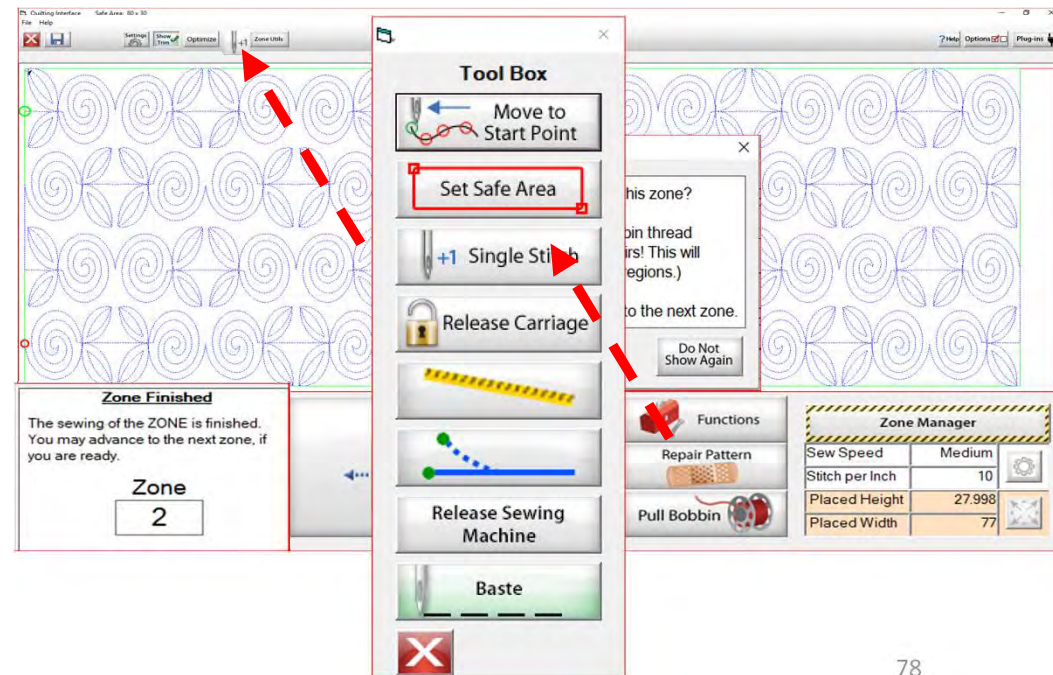 Quilting Interface Safe Area: 80 x 30
File Help
Settings
Show Trim
Optimize
+1
Zone Utils
? Help
Options
Plug-ins
Tool Box
Move to
Start Point
Set Safe Area
+1 Single Stitch
Release Carriage
Release Sewing
Machine
Baste
his zone?
bin thread
irs! This will
regions.)
to the next zone.
Do Not
Show Again
Zone Finished
The sewing of the ZONE is finished.
You may advance to the next zone, if
you are ready.
Zone
2
Functions
Repair Pattern
Pull Bobbin
Zone Manager
Sew Speed Medium
Stitch per Inch 10
Placed Height 27.998
Placed Width 77
78